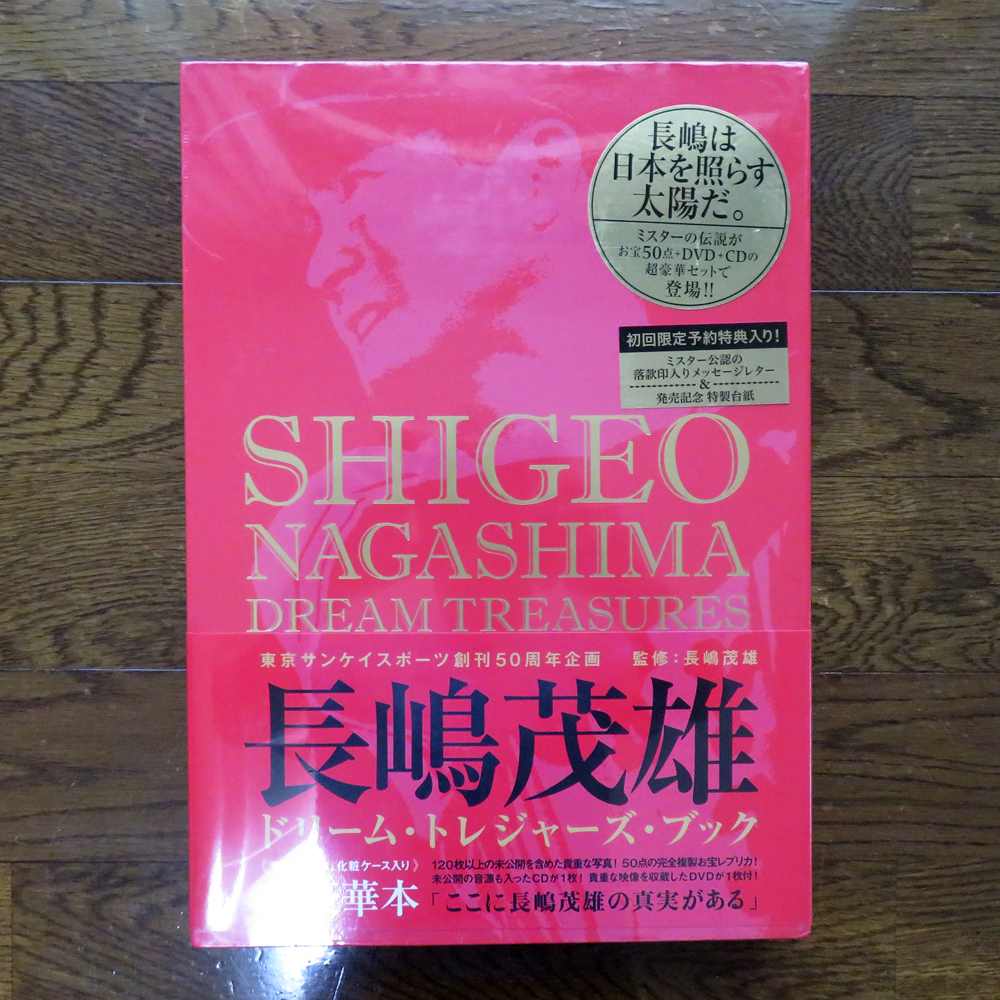 長嶋は
日本を照らす
太陽だ。
ミスターの伝説が
お宝50点+DVD+CDの
超豪華セットで
登場!!
初回限定予約特典入り!
ミスター公認の
落款印入りメッセージレター
&
発売記念 特製台紙
SHIGEO
NAGASHIMA
DREAM TREASURES
東京サンケイスポーツ創刊50周年企画 監修:長嶋茂雄
長嶋茂雄
ドリーム・トレジャーズ・ブック
化粧ケース入り》
華本
120枚以上の未公開を含めた貴重な写真! 50点の完全複製お宝レプリカ!
未公開の音源も入ったCDが1枚! 貴重な映像を収蔵したDVDが1枚付!
「ここに長嶋茂雄の真実がある」